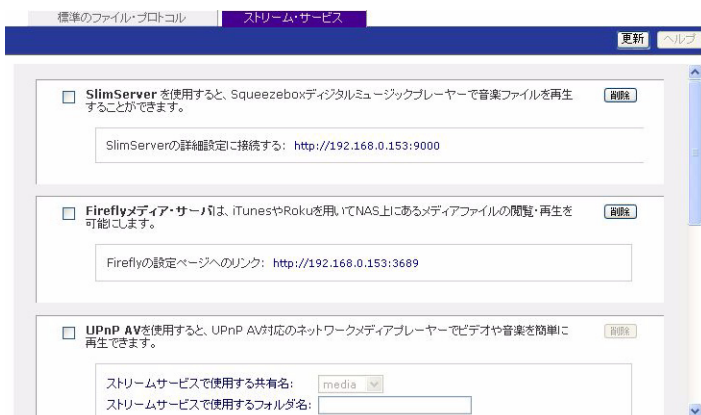 標準のファイル・プロトコル
ストリーム・サービス
更新
ヘルプ
SlimServer を使用すると、Squeezeboxディジタルミュージックプレーヤーで音楽ファイルを再生
することができます。
削除
SlimServerの詳細設定に接続する: http://192.168.0.153:9000
Fireflyメディア・サーバは、iTunesやRokuを用いてNAS上にあるメディアファイルの閲覧・再生を
可能にします。
削除
Fireflyの設定ページへのリンク: http://192.168.0.153:3689
UPnP AVを使用すると、UPnP AV対応のネットワークメディアプレーヤーでビデオや音楽を簡単に
再生できます。
削除
ストリームサービスで使用する共有名: media
ストリームサービスで使用するフォルダ名: